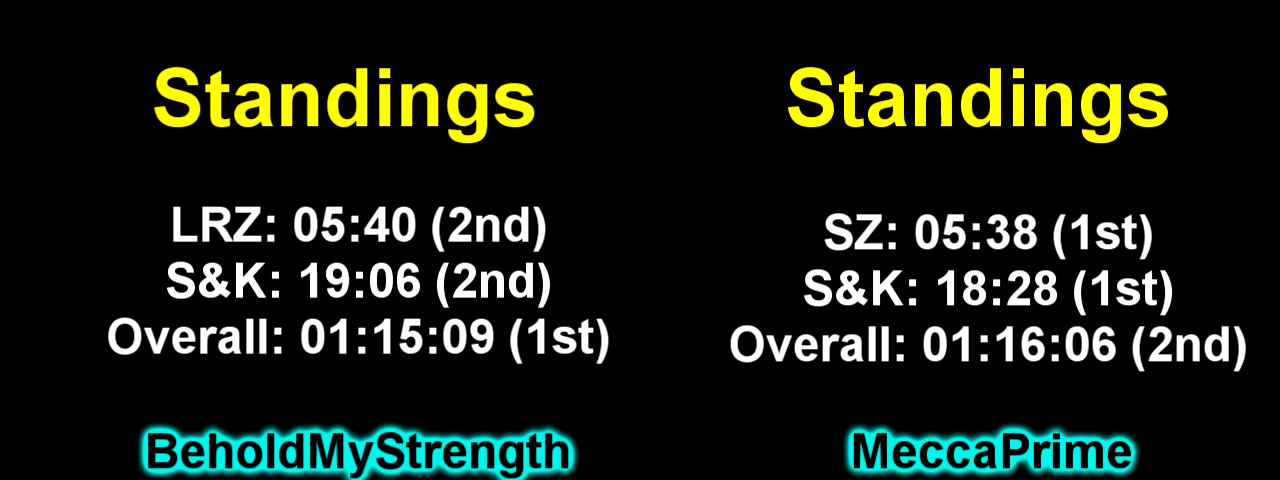 Standings
LRZ: 05:40 (2nd)
S&K: 19:06 (2nd)
Overall: 01:15:09 (1st)
BeholdMyStrength
Standings
SZ: 05:38 (1st)
S&K: 18:28 (1st)
Overall: 01:16:06 (2nd)
MeccaPrime